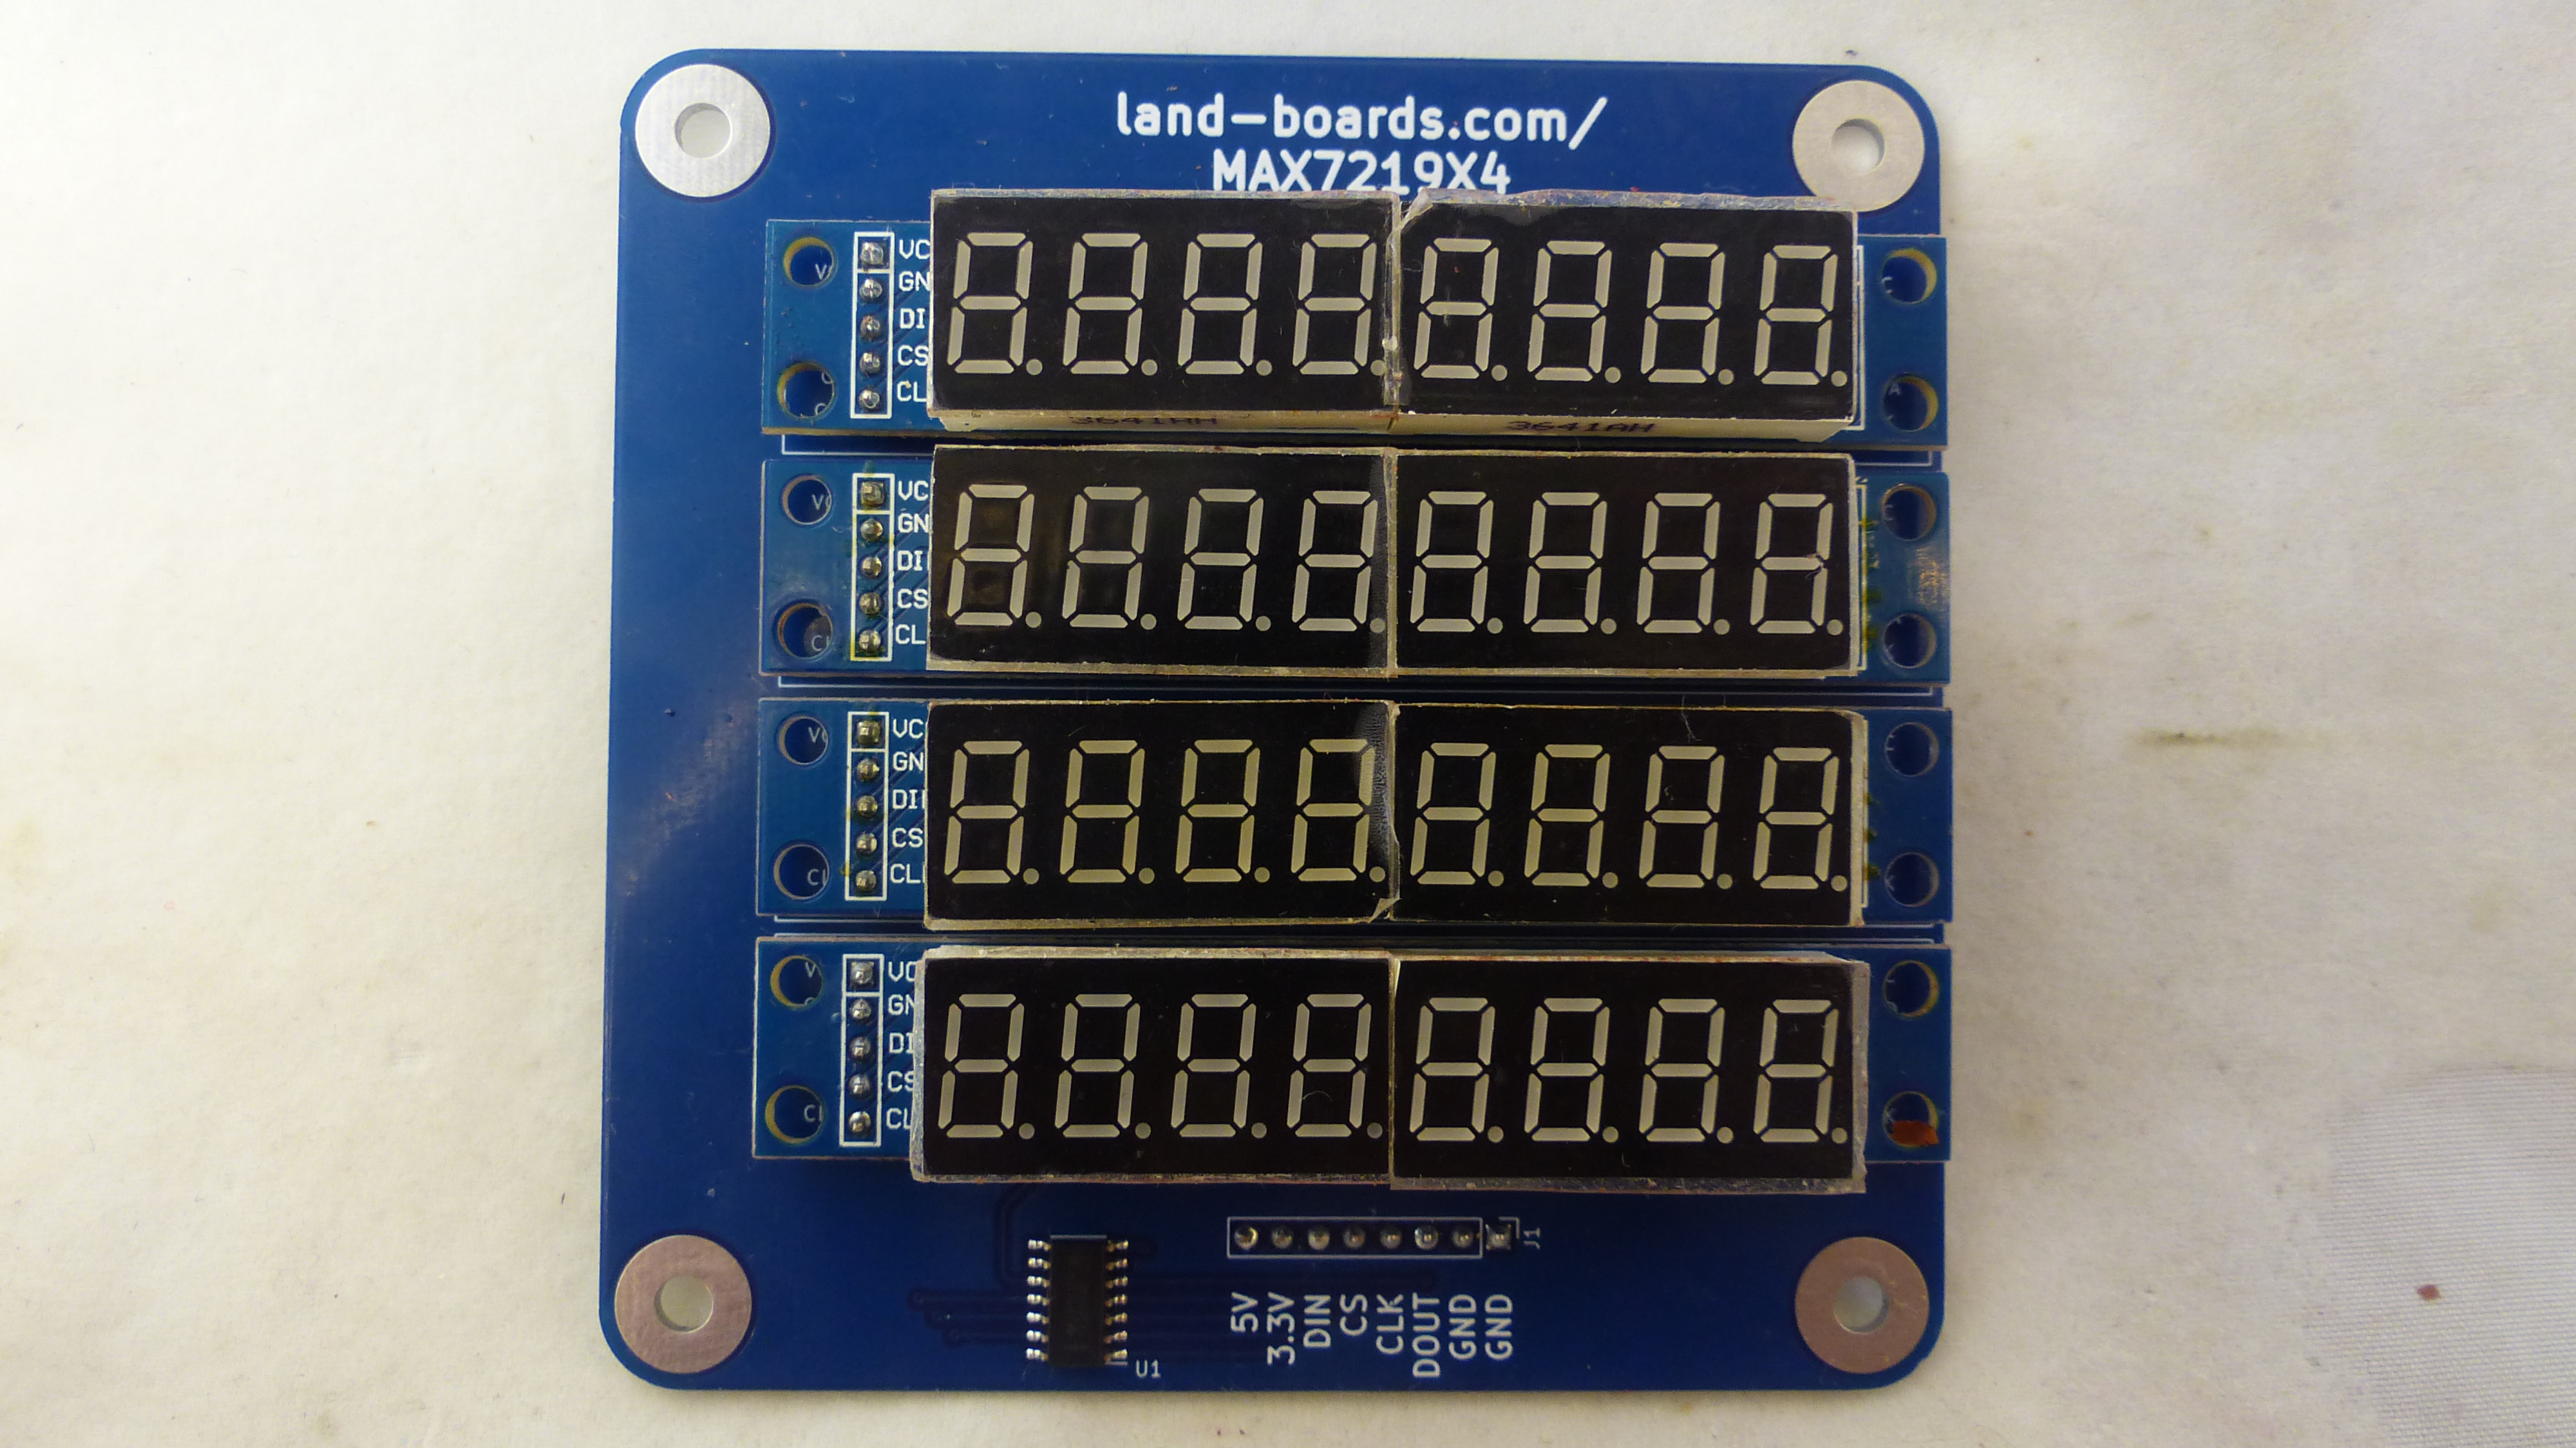 land-boards.com/
MAX7219X4
VC
GN
DI
CS
CL
3641AH 3641AH
VC
GN
DI
CS
CL
VC
GN
DI
CS
CL
VC
GN
DI
CS
CL
J1
5V
3.3V
DIN
CS
CLK
DOUT
GND
GND
U1